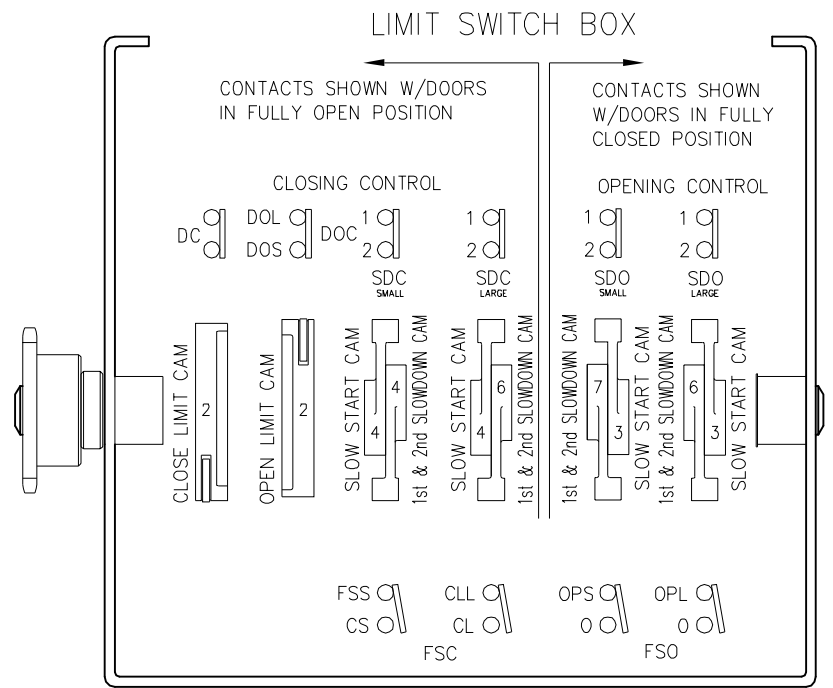 LIMIT SWITCH BOX
CONTACTS SHOWN W/DOORS
IN FULLY OPEN POSITION
CONTACTS SHOWN
W/DOORS IN FULLY
CLOSED POSITION
CLOSING CONTROL
OPENING CONTROL
DC
DOL
DOS
DOC
1
2
SDC
SMALL
1
2
SDC
LARGE
1
2
SDO
SMALL
1
2
SDO
LARGE
CLOSE LIMIT CAM
2
OPEN LIMIT CAM
2
SLOW START CAM
4
4
1st & 2nd SLOWDOWN CAM
SLOW START CAM
4
6
1st & 2nd SLOWDOWN CAM
1st & 2nd SLOWDOWN CAM
7
3
SLOW START CAM
1st & 2nd SLOWDOWN CAM
6
3
SLOW START CAM
FSS
CS
CLL
CL
FSC
OPS
O
OPL
O
FSO